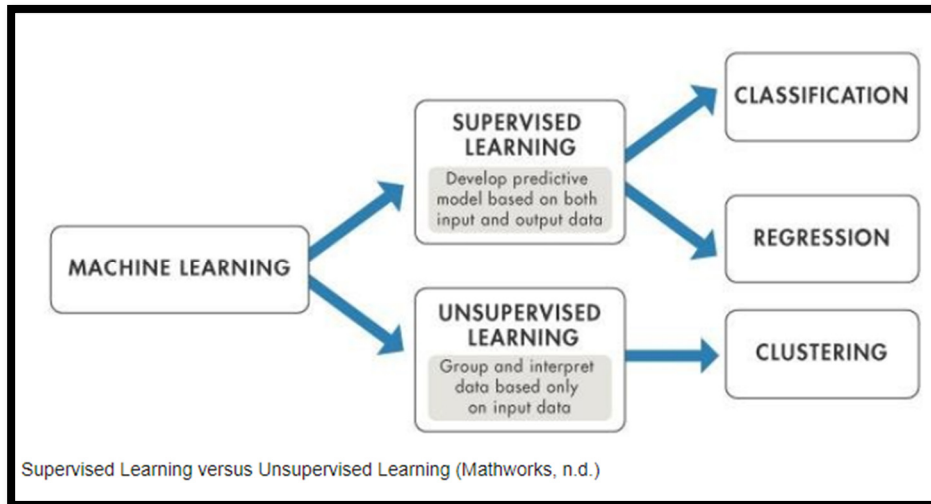 MACHINE LEARNING
SUPERVISED
LEARNING
Develop predictive
model based on both
input and output data
UNSUPERVISED
LEARNING
Group and interpret
data based only
on input data
CLASSIFICATION
REGRESSION
CLUSTERING
Supervised Learning versus Unsupervised Learning (Mathworks, n.d.)